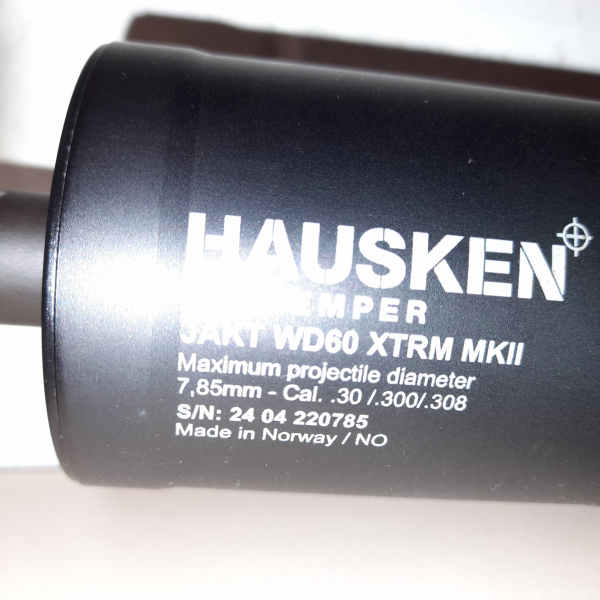 HAUSKEN
JAKT WD60 XTRM MKII
Maximum projectile diameter
7,85mm - Cal. .30 /.300/.308
S/N: 24 04 220785
Made in Norway / NO